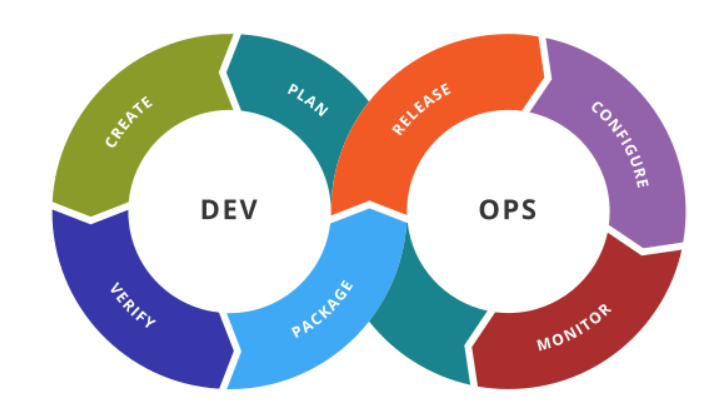 PLAN
CREATE
DEV
VERIFY
PACKAGE
RELEASE
CONFIGURE
OPS
MONITOR